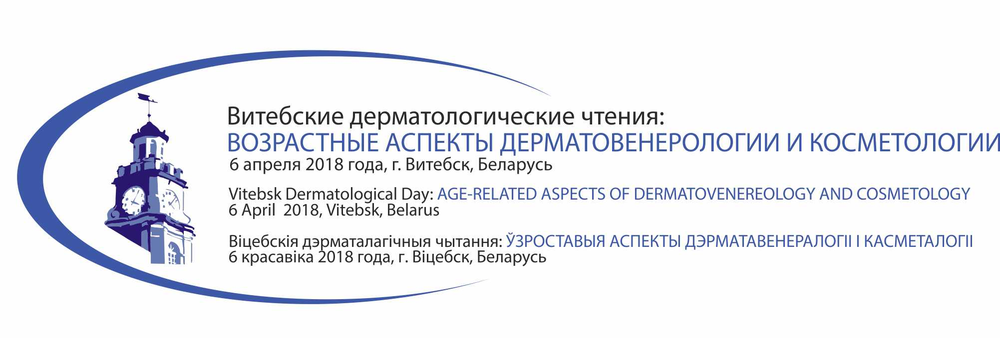 Витебские дерматологические чтения:
ВОЗРАСТНЫЕ АСПЕКТЫ ДЕРМАТОВЕНЕРОЛОГИИ И КОСМЕТОЛОГИИ
6 апреля 2018 года, г. Витебск, Беларусь
Vitebsk Dermatological Day: AGE-RELATED ASPECTS OF DERMATOVENEREOLOGY AND COSMETOLOGY
6 April 2018, Vitebsk, Belarus
Віцебскія дэрматалагічныя чытання: ЎЗРОСТАВЫЯ АСПЕКТЫ ДЭРМАТАВЕНЕРАЛОГІІ І КАСМЕТАЛОГІІ
6 красавіка 2018 года, г. Віцебск, Беларусь